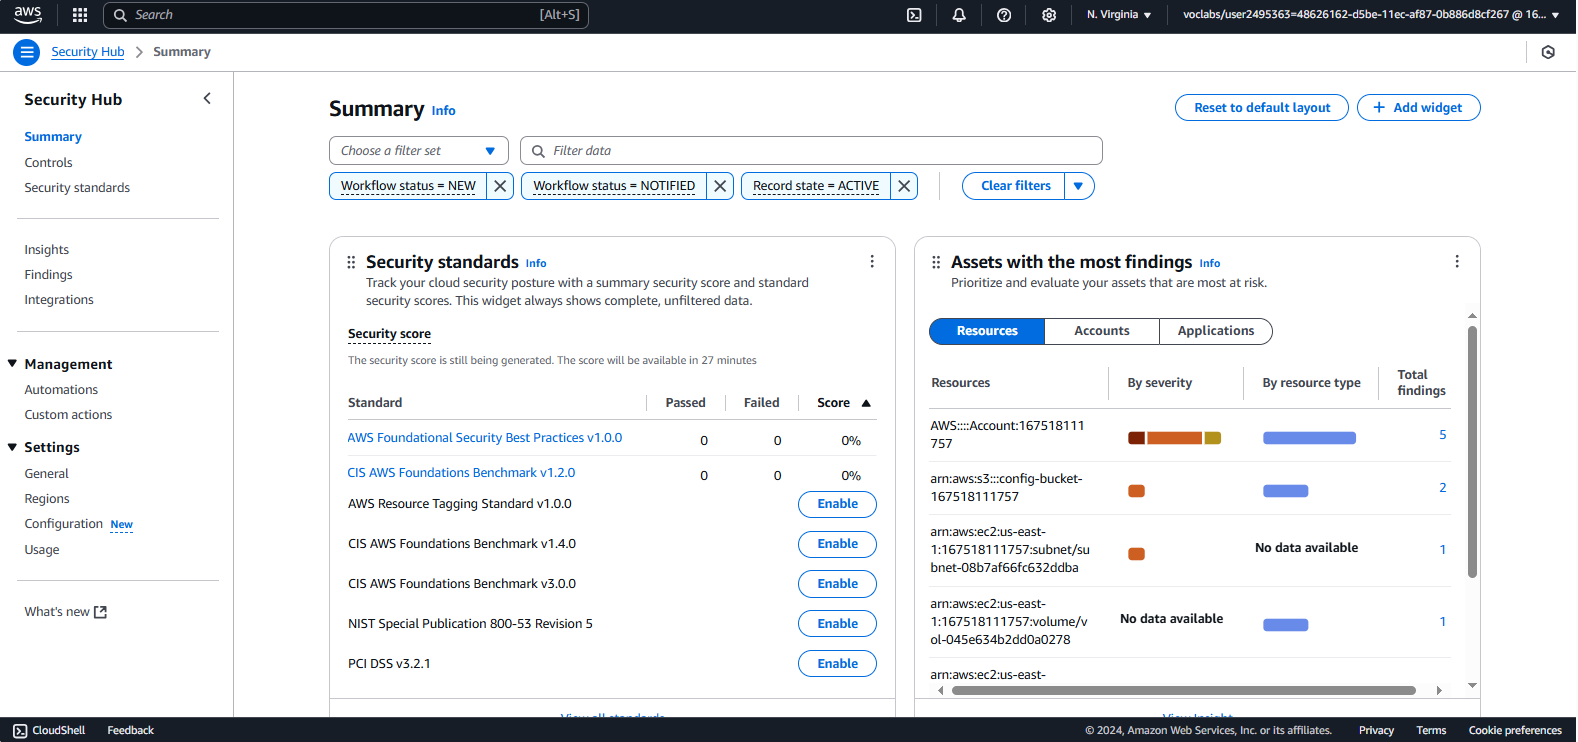 aws
Search
[Alt+S]
N. Virginia
voclabs/user2495363=48626162-d5be-11ec-af87-0b886d8cf267 @ 16...
Security Hub
Summary
Security Hub
Summary
Controls
Security standards
Insights
Findings
Integrations
Management
Automations
Custom actions
Settings
General
Regions
Configuration New
Usage
What's new
Summary Info
Reset to default layout
Add widget
Choose a filter set
Filter data
Workflow status = NEW
Workflow status = NOTIFIED
Record state = ACTIVE
Clear filters
Security standards Info
Track your cloud security posture with a summary security score and standard
security scores. This widget always shows complete, unfiltered data.
Security score
The security score is still being generated. The score will be available in 27 minutes
Standard Passed Failed Score
AWS Foundational Security Best Practices v1.0.0 0 0 0%
CIS AWS Foundations Benchmark v1.2.0 0 0 0%
AWS Resource Tagging Standard v1.0.0 Enable
CIS AWS Foundations Benchmark v1.4.0 Enable
CIS AWS Foundations Benchmark v3.0.0 Enable
NIST Special Publication 800-53 Revision 5 Enable
PCI DSS v3.2.1 Enable
View all standards
Assets with the most findings Info
Prioritize and evaluate your assets that are most at risk.
Resources Accounts Applications
Resources By severity By resource type Total
findings
AWS::::Account:167518111
757
5
arn:aws:s3:::config-bucket-
167518111757
2
arn:aws:ec2:us-east-
1:167518111757:subnet/su
bnet-08b7af66fc632ddba
No data available
1
arn:aws:ec2:us-east-
1:167518111757:volume/v
ol-045e634b2dd0a0278
No data available
1
arn:aws:ec2:us-east-
View Insight
CloudShell
Feedback
© 2024, Amazon Web Services, Inc. or its affiliates.
Privacy
Terms
Cookie preferences